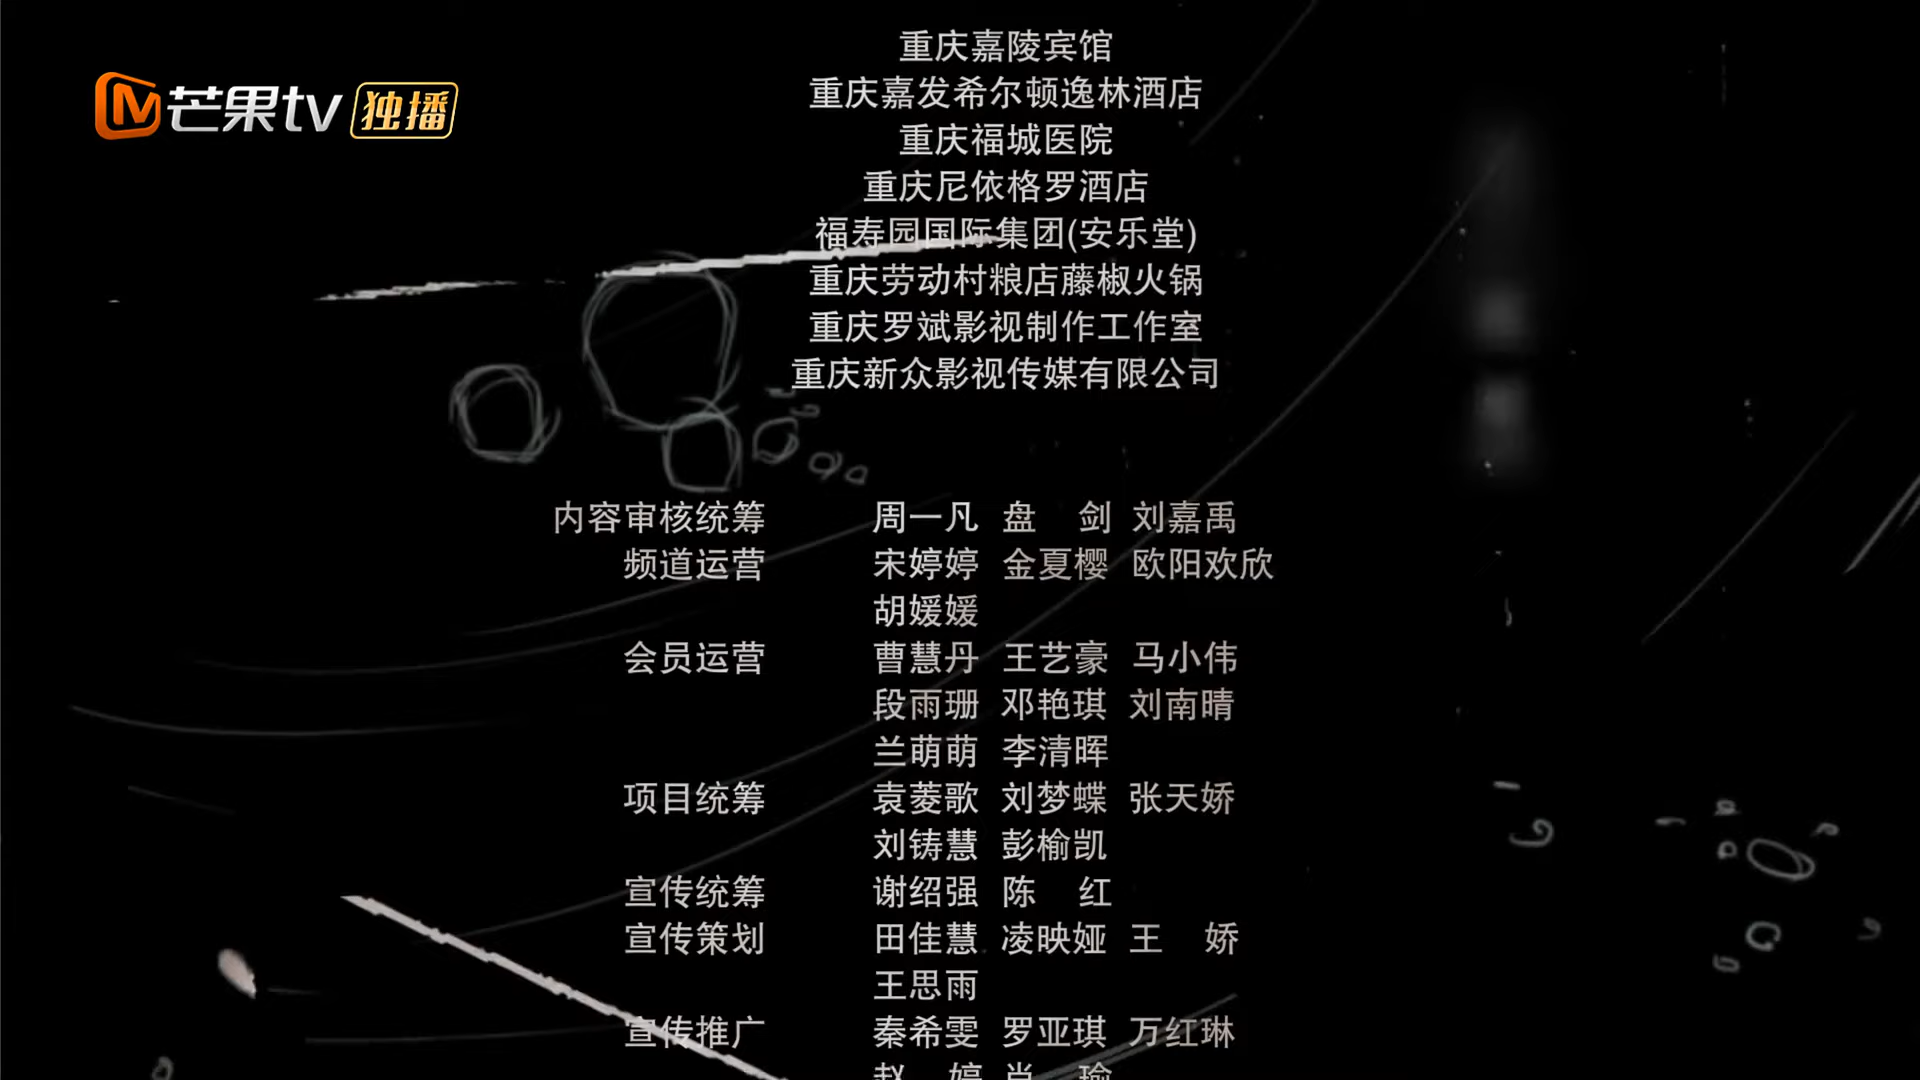 重庆嘉陵宾馆
芒果tv 独播
重庆嘉发希尔顿逸林酒店
重庆福城医院
重庆尼依格罗酒店
福寿园国际集团(安乐堂)
重庆劳动村粮店藤椒火锅
重庆罗斌影视制作工作室
重庆新众影视传媒有限公司
内容审核统筹 周一凡 盘 剑 刘嘉禹
频道运营 宋婷婷 金夏樱 欧阳欢欣
胡媛媛
会员运营 曹慧丹 王艺豪 马小伟
段雨珊 邓艳琪 刘南晴
兰萌萌 李清晖
项目统筹 袁菱歌 刘梦蝶 张天娇
刘铸慧 彭榆凯
宣传统筹 谢绍强 陈 红
宣传策划 田佳慧 凌映娅 王 娇
王思雨
宣传推广 秦希雯 罗亚琪 万红琳
赵 婷 肖 瑜